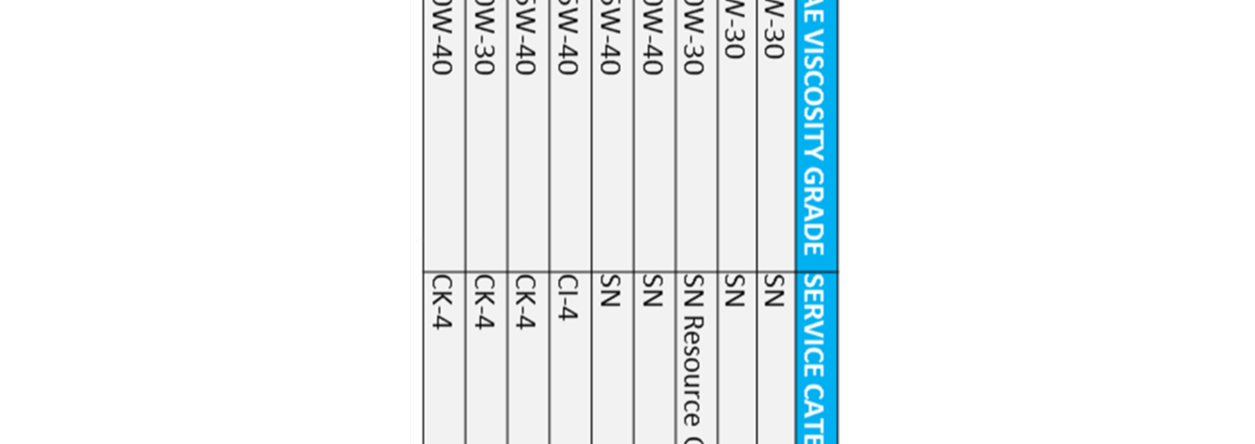 AE VISCOSITY GRADE SERVICE CATE
W-30 SN
W-30 SN
0W-30 SN Resource
0W-40 SN
5W-40 SN
5W-40 CI-4
5W-40 CK-4
0W-30 CK-4
0W-40 CK-4